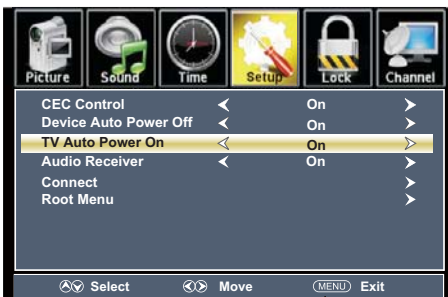 Picture Sound Time Setup Lock Channel
CEC Control On
Device Auto Power Off On
TV Auto Power On On
Audio Receiver On
Connect
Root Menu
Select Move MENU Exit